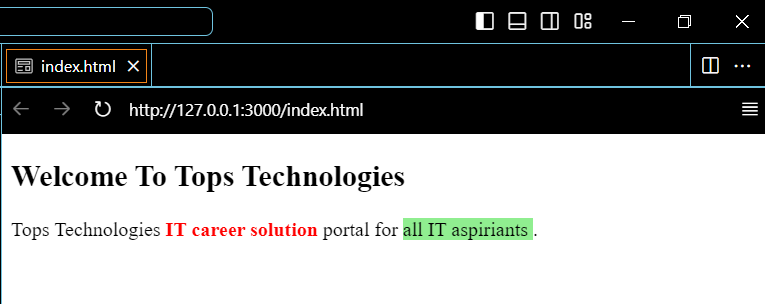 index.html
http://127.0.0.1:3000/index.html
Welcome To Tops Technologies
Tops Technologies IT career solution portal for all IT aspiriants .